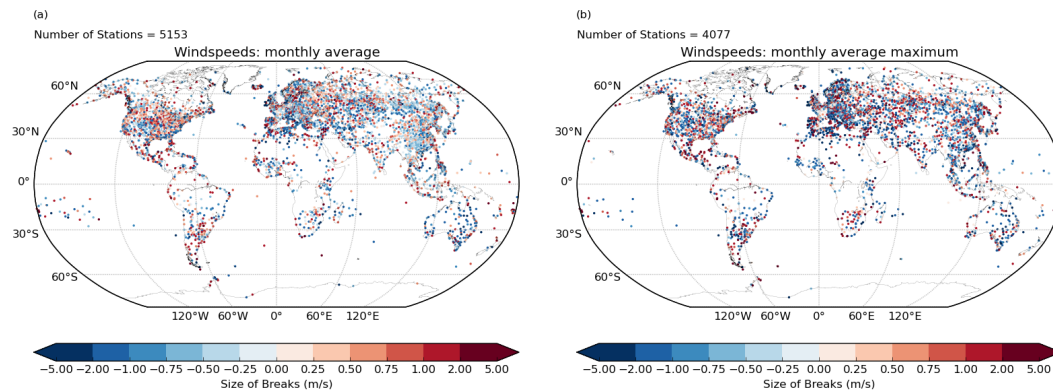 (a)
Number of Stations = 5153
Windspeeds: monthly average
60°N
30°N
0°
30°S
60°S
120°W 60°W 0° 60°E 120°E
−5.00 −2.00 −1.00 −0.75 −0.50 −0.25 0.00 0.25 0.50 0.75 1.00 2.00 5.00
Size of Breaks (m/s)
(b)
Number of Stations = 4077
Windspeeds: monthly average maximum
60°N
30°N
0°
30°S
60°S
120°W 60°W 0° 60°E 120°E
−5.00 −2.00 −1.00 −0.75 −0.50 −0.25 0.00 0.25 0.50 0.75 1.00 2.00 5.00
Size of Breaks (m/s)